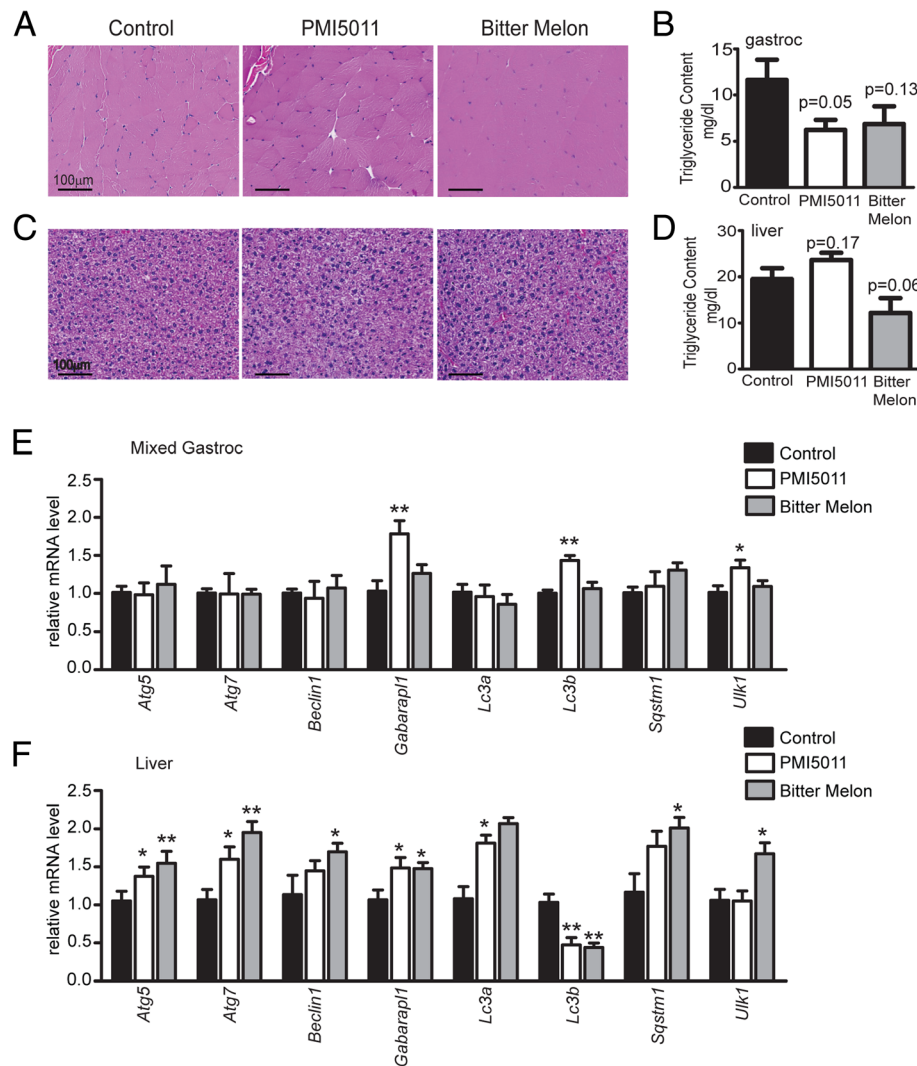 A
Control
PMI5011
Bitter Melon
100μm
B
gastroc
Triglyceride Content
mg/dl
15
10
5
0
p=0.05
p=0.13
Control
PMI5011
Bitter
Melon
C
100μm
D
liver
Triglyceride Content
mg/dl
30
20
10
0
p=0.17
p=0.06
Control
PMI5011
Bitter
Melon
E
Mixed Gastroc
Control
PMI5011
Bitter Melon
relative mRNA level
2.5
2.0
1.5
1.0
0.5
0.0
**
**
*
Atg5
Atg7
Beclin1
Gabarapl1
Lc3a
Lc3b
Sqstm1
Ulk1
F
Liver
Control
PMI5011
Bitter Melon
relative mRNA level
2.5
2.0
1.5
1.0
0.5
0.0
* **
* **
*
* *
*
** **
*
*
Atg5
Atg7
Beclin1
Gabarapl1
Lc3a
Lc3b
Sqstm1
Ulk1